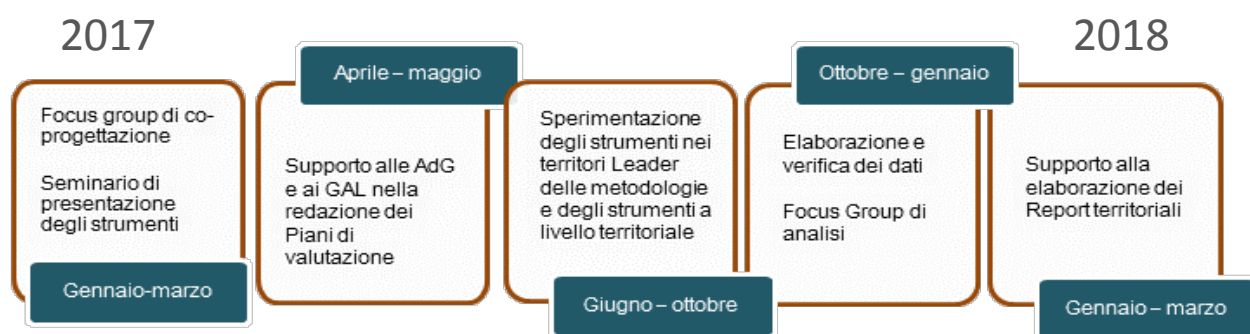 2017
2018
Focus group di co-
progettazione
Seminario di
presentazione
degli strumenti
Gennaio-marzo
Aprile – maggio
Supporto alle AdG
e ai GAL nella
redazione dei
Piani di
valutazione
Sperimentazione
degli strumenti nei
territori Leader
delle metodologie
e degli strumenti a
livello territoriale
Giugno – ottobre
Ottobre – gennaio
Elaborazione e
verifica dei dati
Focus Group di
analisi
Supporto alla
elaborazione dei
Report territoriali
Gennaio – marzo